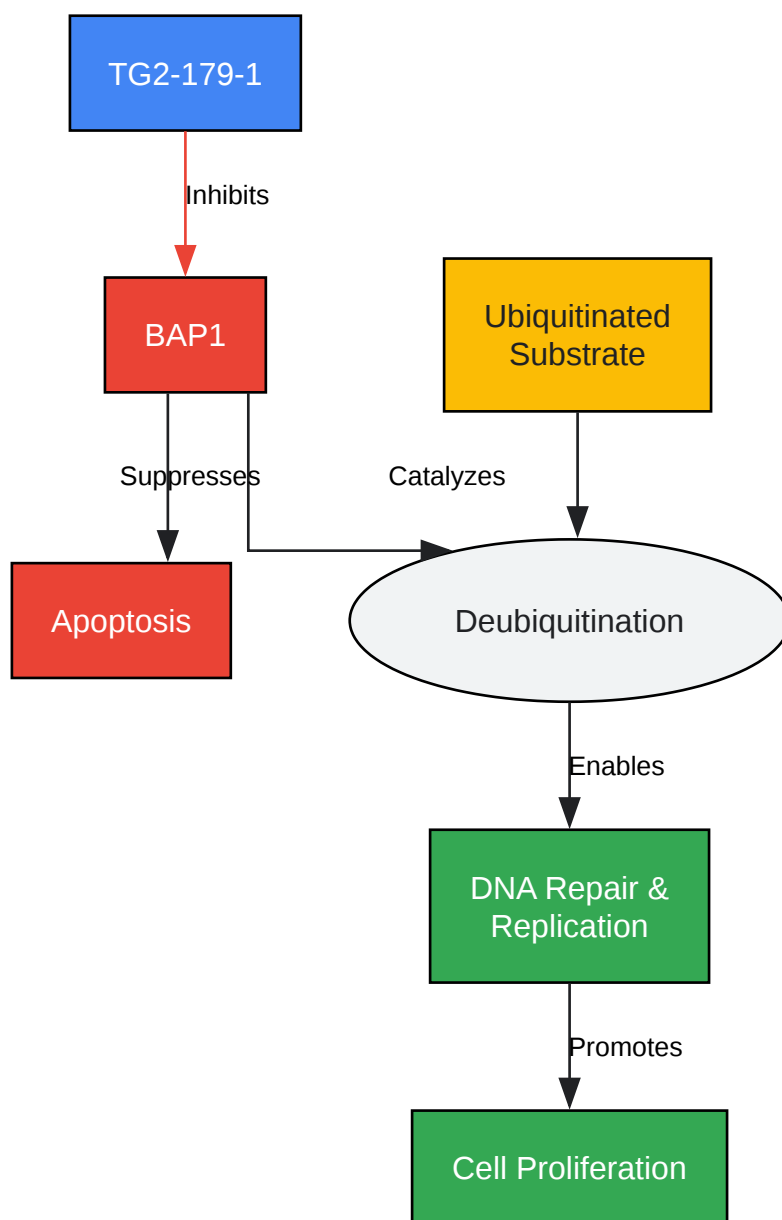 TG2-179-1
Inhibits
BAP1
Ubiquitinated
Substrate
Suppresses
Catalyzes
Apoptosis
Deubiquitination
Enables
DNA Repair &
Replication
Promotes
Cell Proliferation